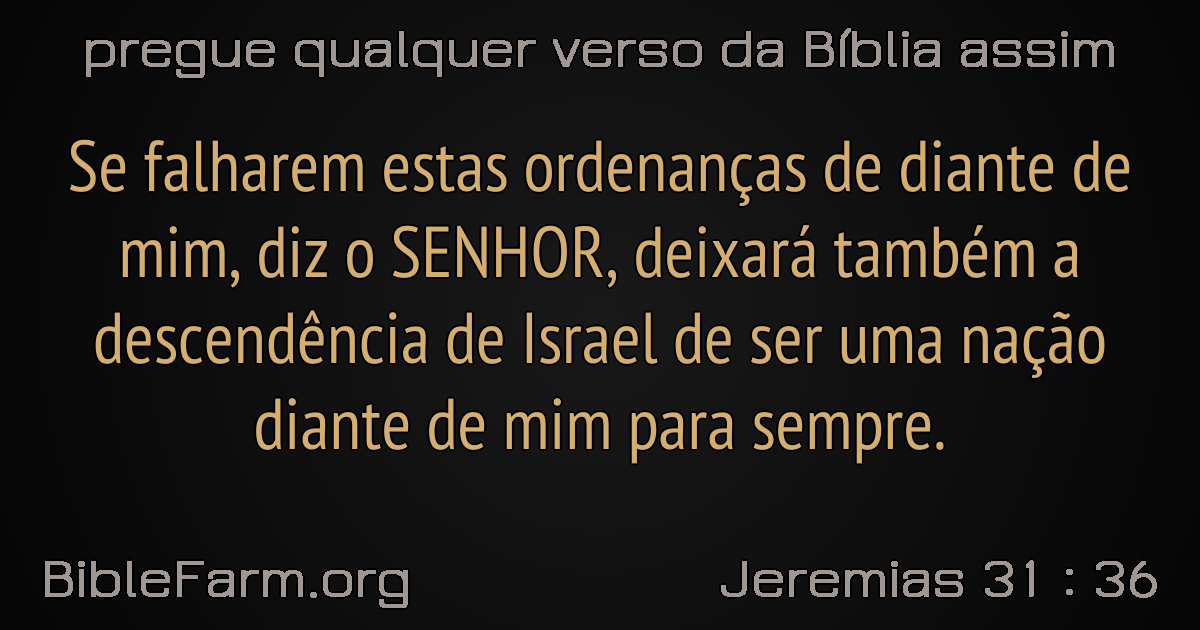 pregue qualquer verso da Bíblia assim
Se falharem estas ordenanças de diante de
mim, diz o SENHOR, deixará também a
descendência de Israel de ser uma nação
diante de mim para sempre.
BibleFarm.org
Jeremias 31 : 36